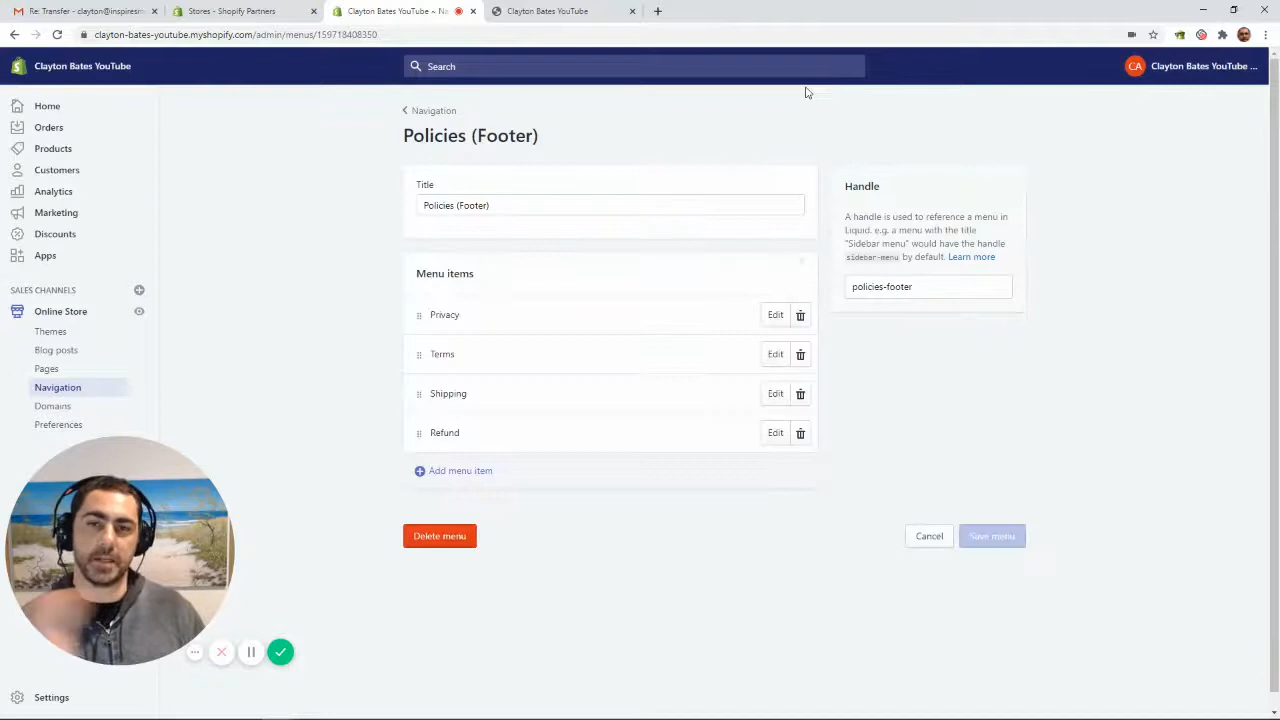 Re: Transfer - clayton@inspiresm
Stores - Shopify Partners
Clayton Bates YouTube ~ Na
Clayton Bates YouTube
clayton-bates-youtube.myshopify.com/admin/menus/159718408350
Clayton Bates YouTube
Search
CA
Clayton Bates YouTube ...
Home
Orders
Products
Customers
Analytics
Marketing
Discounts
Apps
SALES CHANNELS
Online Store
Themes
Blog posts
Pages
Navigation
Domains
Preferences
Settings
Navigation
Policies (Footer)
Title
Policies (Footer)
Menu items
Privacy
Edit
Terms
Edit
Shipping
Edit
Refund
Edit
Add menu item
Delete menu
Cancel
Save menu
Handle
A handle is used to reference a menu in
Liquid. e.g. a menu with the title
"Sidebar menu" would have the handle
sidebar-menu by default. Learn more
policies-footer